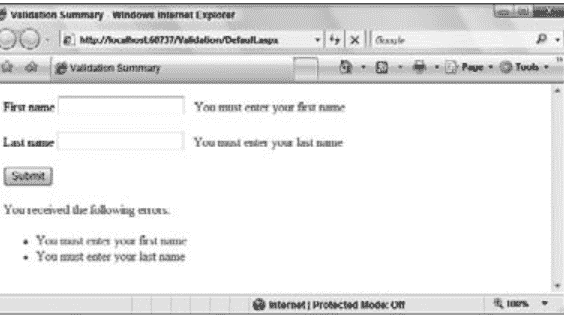 Validation Summary - Windows Internet Explorer
http://localhost:60737/Validation/Default.aspx
Google
Validation Summary
Page
Tools
First name
You must enter your first name
Last name
You must enter your last name
Submit
You received the following errors.
• You must enter your first name
• You must enter your last name
Internet | Protected Mode: Off
100%